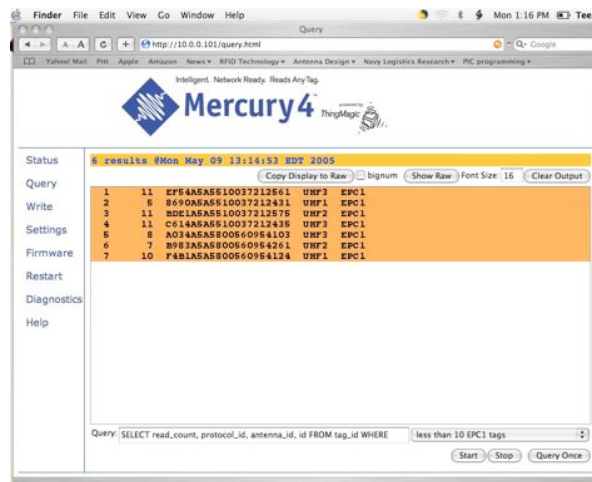 Finder File Edit View Go Window Help Mon 1:16 PM Tee
Query
A A C + http://10.0.0.101/query.html Q- Google
Yahoo! Mail Pitt Apple Amazon News RFID Technology Antenna Design Navy Logistics Research PIC programming
Intelligent. Network Ready. Reads Any Tag.
Mercury4
powered by
ThingMagic
Status
Query
Write
Settings
Firmware
Restart
Diagnostics
Help
6 results @Mon May 09 13:14:53 EDT 2005
Copy Display to Raw bignum Show Raw Font Size: 16 Clear Output
1 11 EF54A5A5510037212561 UHF3 EPC1
2 5 8690A5A5510037212431 UHF1 EPC1
3 11 BDE1A5A5510037212575 UHF2 EPC1
4 11 C614A5A5510037212435 UHF3 EPC1
5 8 A034A5A5800560954103 UHF3 EPC1
6 7 B983A5A5800560954261 UHF2 EPC1
7 10 F4B1A5A5800560954124 UHF1 EPC1
Query: SELECT read_count, protocol_id, antenna_id, id FROM tag_id WHERE less than 10 EPC1 tags
Start Stop Query Once